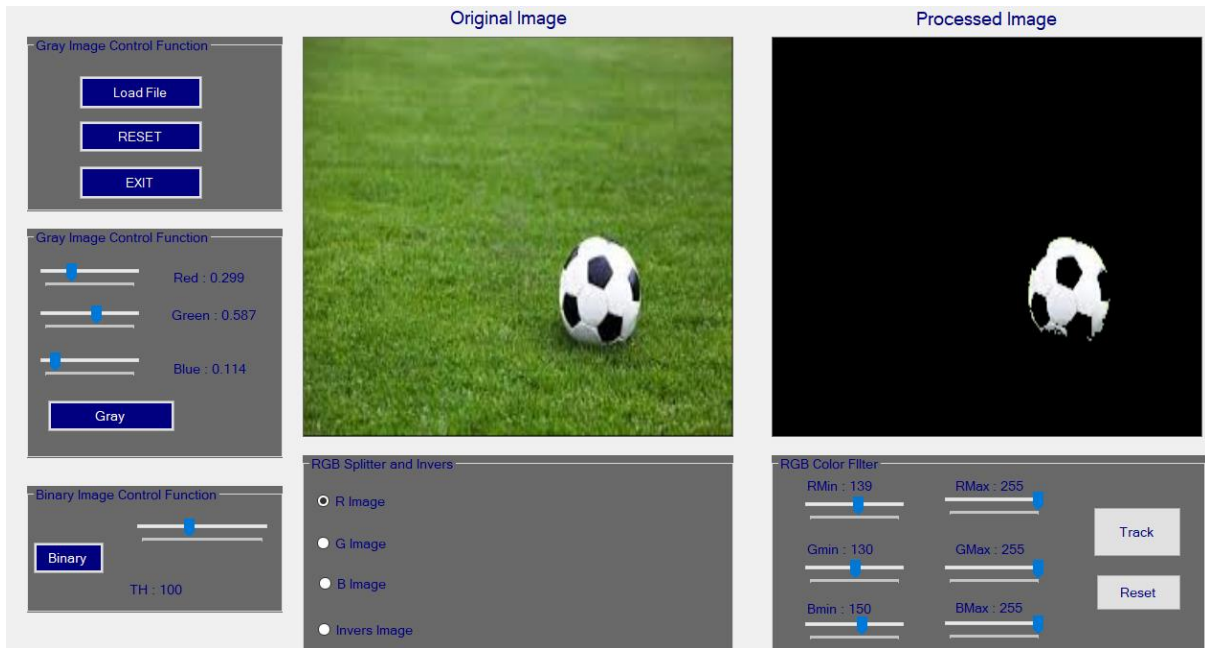 Original Image
Processed Image
Gray Image Control Function
Load File
RESET
EXIT
Gray Image Control Function
Red : 0.299
Green : 0.587
Blue : 0.114
Gray
Binary Image Control Function
Binary
TH : 100
RGB Splitter and Invers
R Image
G Image
B Image
Invers Image
RGB Color FIlter
RMin : 139
RMax : 255
Gmin : 130
GMax : 255
Bmin : 150
BMax : 255
Track
Reset